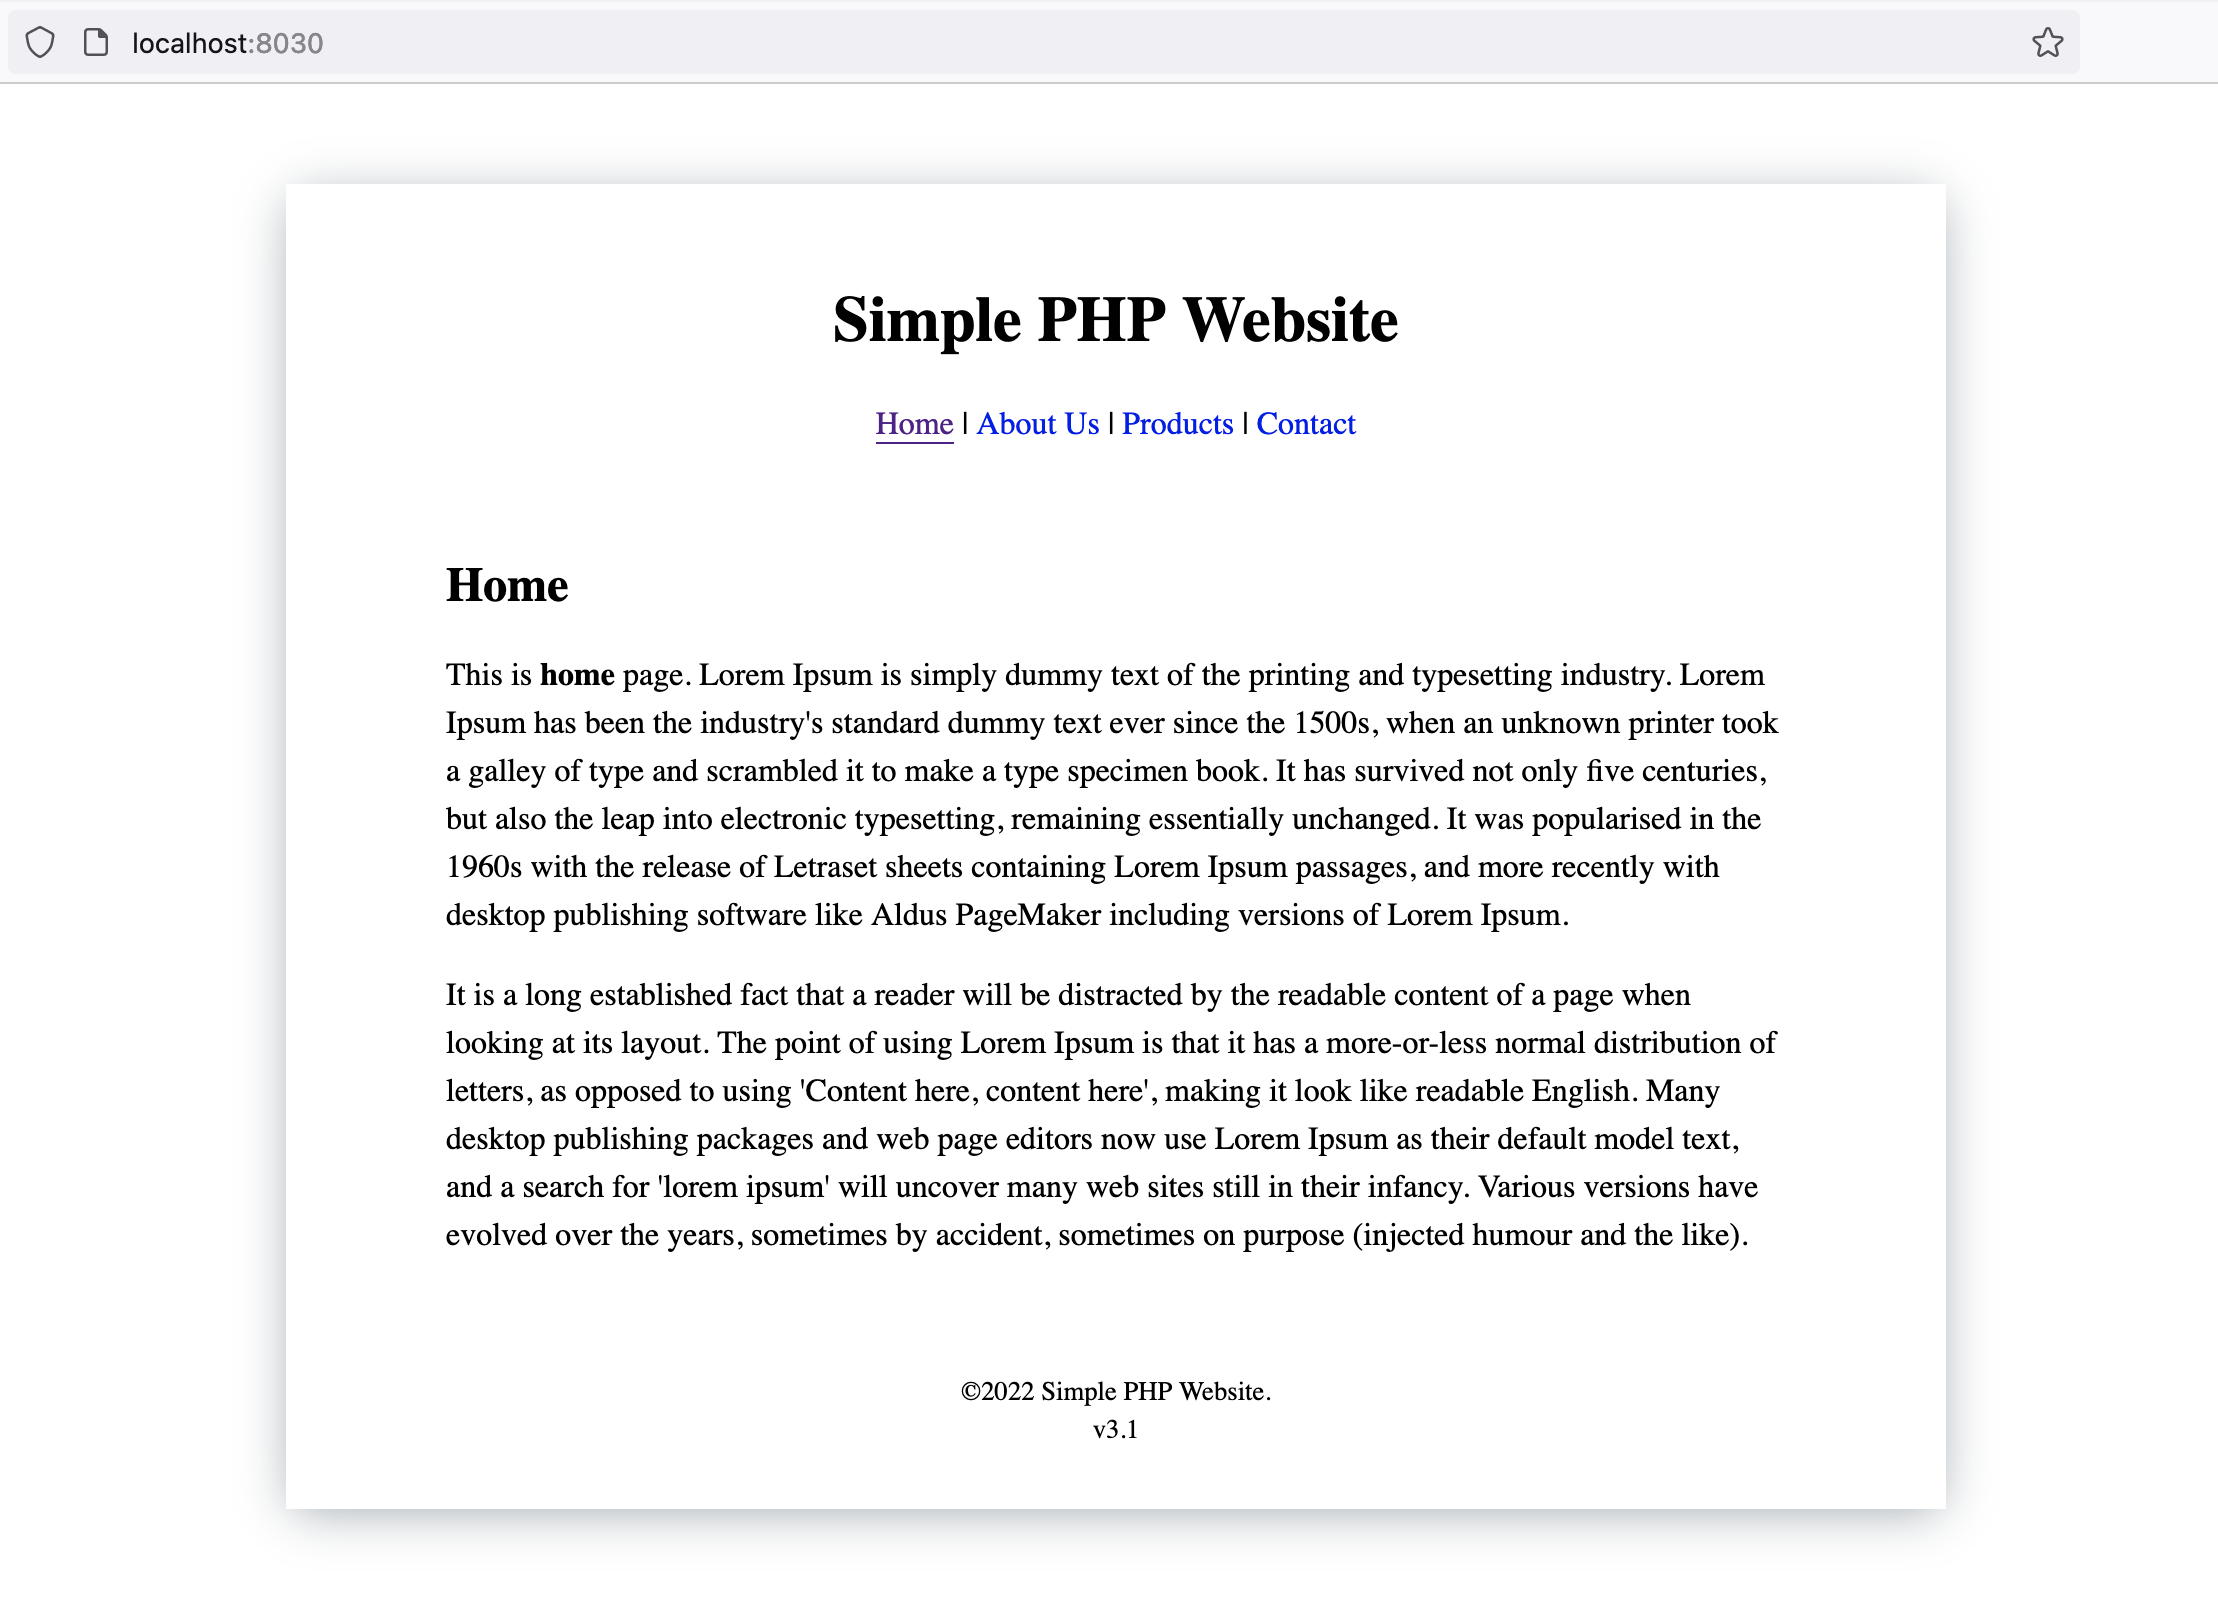 localhost:8030
Simple PHP Website
Home | About Us | Products | Contact
Home
This is home page. Lorem Ipsum is simply dummy text of the printing and typesetting industry. Lorem
Ipsum has been the industry's standard dummy text ever since the 1500s, when an unknown printer took
a galley of type and scrambled it to make a type specimen book. It has survived not only five centuries,
but also the leap into electronic typesetting, remaining essentially unchanged. It was popularised in the
1960s with the release of Letraset sheets containing Lorem Ipsum passages, and more recently with
desktop publishing software like Aldus PageMaker including versions of Lorem Ipsum.
It is a long established fact that a reader will be distracted by the readable content of a page when
looking at its layout. The point of using Lorem Ipsum is that it has a more-or-less normal distribution of
letters, as opposed to using 'Content here, content here', making it look like readable English. Many
desktop publishing packages and web page editors now use Lorem Ipsum as their default model text,
and a search for 'lorem ipsum' will uncover many web sites still in their infancy. Various versions have
evolved over the years, sometimes by accident, sometimes on purpose (injected humour and the like).
©2022 Simple PHP Website.
v3.1